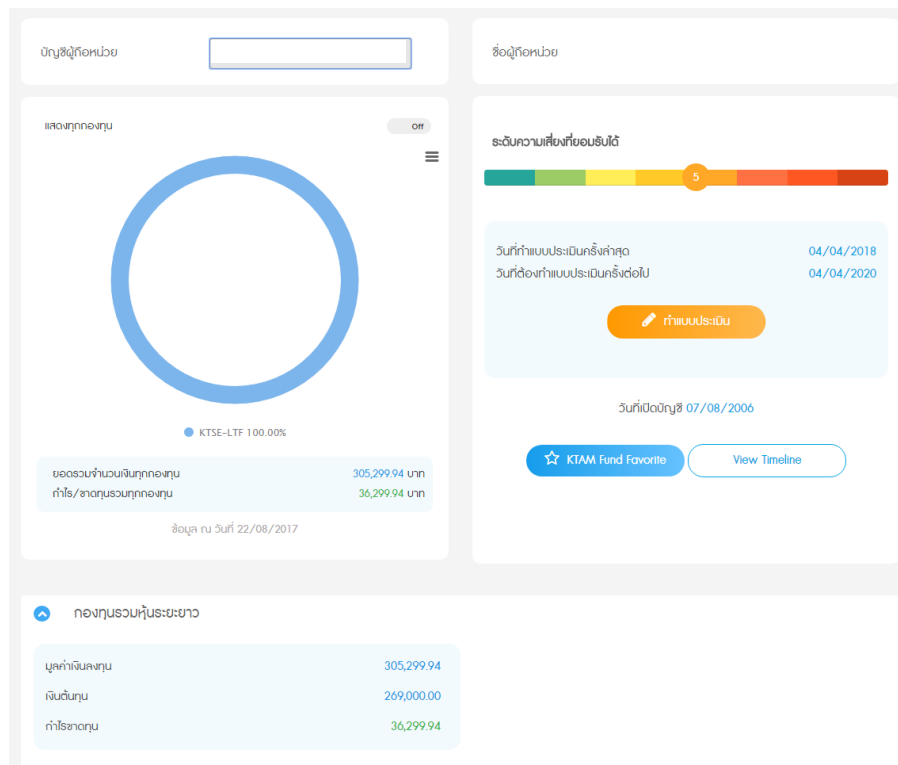 บัญชีผู้ถือหน่วย
ชื่อผู้ถือหน่วย
แสดงทุกกองทุน
Off
KTSE-LTF 100.00%
ยอดรวมจำนวนเงินทุกกองทุน 305,299.94 บาท
กำไร/ขาดทุนรวมทุกกองทุน 36,299.94 บาท
ข้อมูล ณ วันที่ 22/08/2017
ระดับความเสี่ยงที่ยอมรับได้
5
วันที่ทำแบบประเมินครั้งล่าสุด 04/04/2018
วันที่ต้องทำแบบประเมินครั้งต่อไป 04/04/2020
ทำแบบประเมิน
วันที่เปิดบัญชี 07/08/2006
KTAM Fund Favorite
View Timeline
กองทุนรวมหุ้นระยะยาว
มูลค่าเงินลงทุน 305,299.94
เงินต้นทุน 269,000.00
กำไรขาดทุน 36,299.94